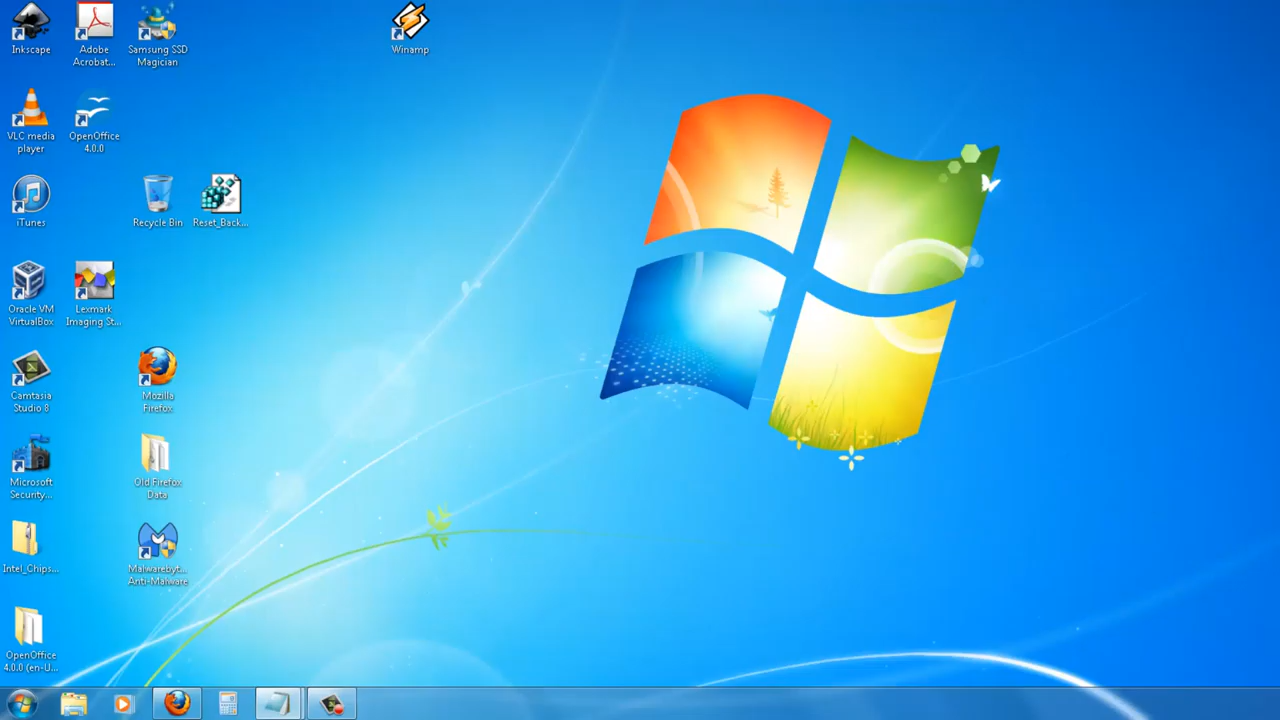 Inkscape
Adobe
Acrobat...
Samsung SSD
Magician
Winamp
VLC media
player
OpenOffice
4.0.0
iTunes
Recycle Bin
Reset_Back...
Oracle VM
VirtualBox
Lexmark
Imaging St...
Camtasia
Studio 8
Mozilla
Firefox
Microsoft
Security...
Old Firefox
Data
Intel_Chips...
Malwarebyt...
Anti-Malware
OpenOffice
4.0.0 (en-U...